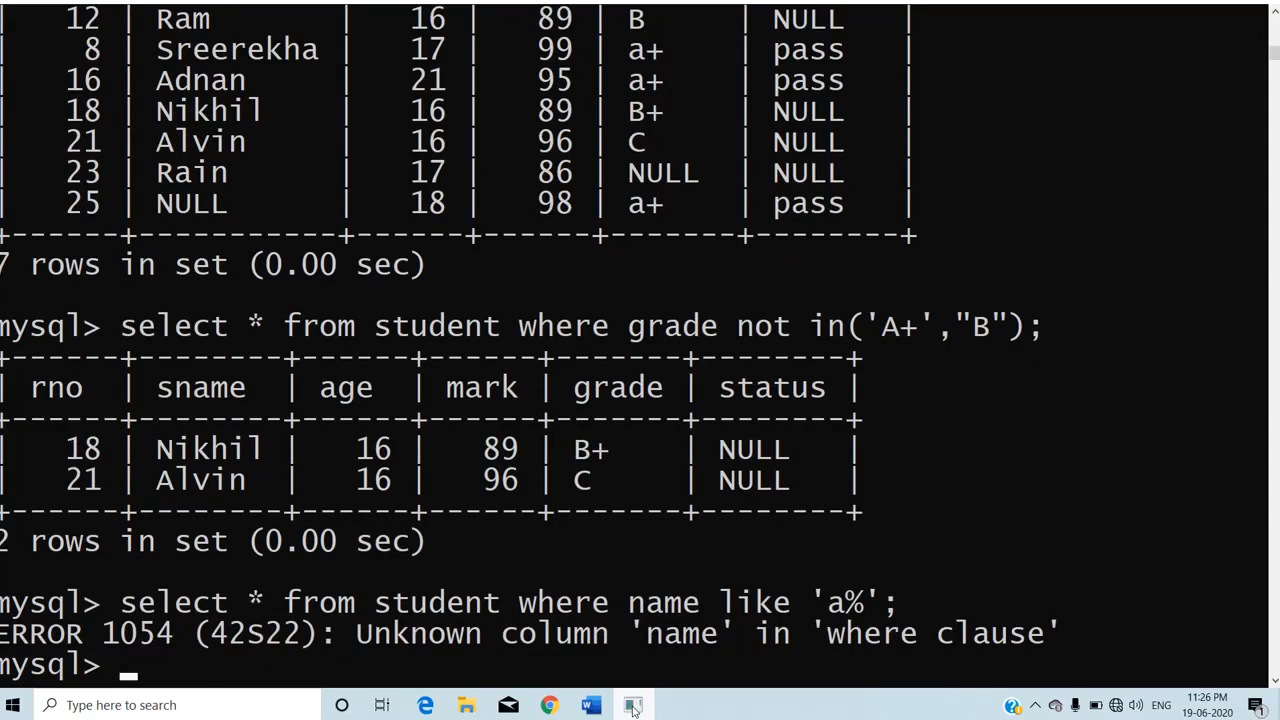 |     12 | Ram       |     16 |     89 | B     | NULL   |
|      8 | Sreerekha |     17 |     99 | a+    | pass   |
|     16 | Adnan     |     21 |     95 | a+    | pass   |
|     18 | Nikhil    |     16 |     89 | B+    | NULL   |
|     21 | Alvin     |     16 |     96 | C     | NULL   |
|     23 | Rain      |     17 |     86 | NULL  | NULL   |
|     25 | NULL      |     18 |     98 | a+    | pass   |
+------+-----------+------+------+-------+--------+
7 rows in set (0.00 sec)
mysql> select * from student where grade not in('A+',"B");
+------+--------+------+------+-------+--------+
| rno  | sname  | age  | mark | grade | status |
+------+--------+------+------+-------+--------+
|   18 | Nikhil |   16 |   89 | B+    | NULL   |
|   21 | Alvin  |   16 |   96 | C     | NULL   |
+------+--------+------+------+-------+--------+
2 rows in set (0.00 sec)
mysql> select * from student where name like 'a%';
ERROR 1054 (42S22): Unknown column 'name' in 'where clause'
mysql> _
Type here to search
ENG
11:26 PM
19-06-2020